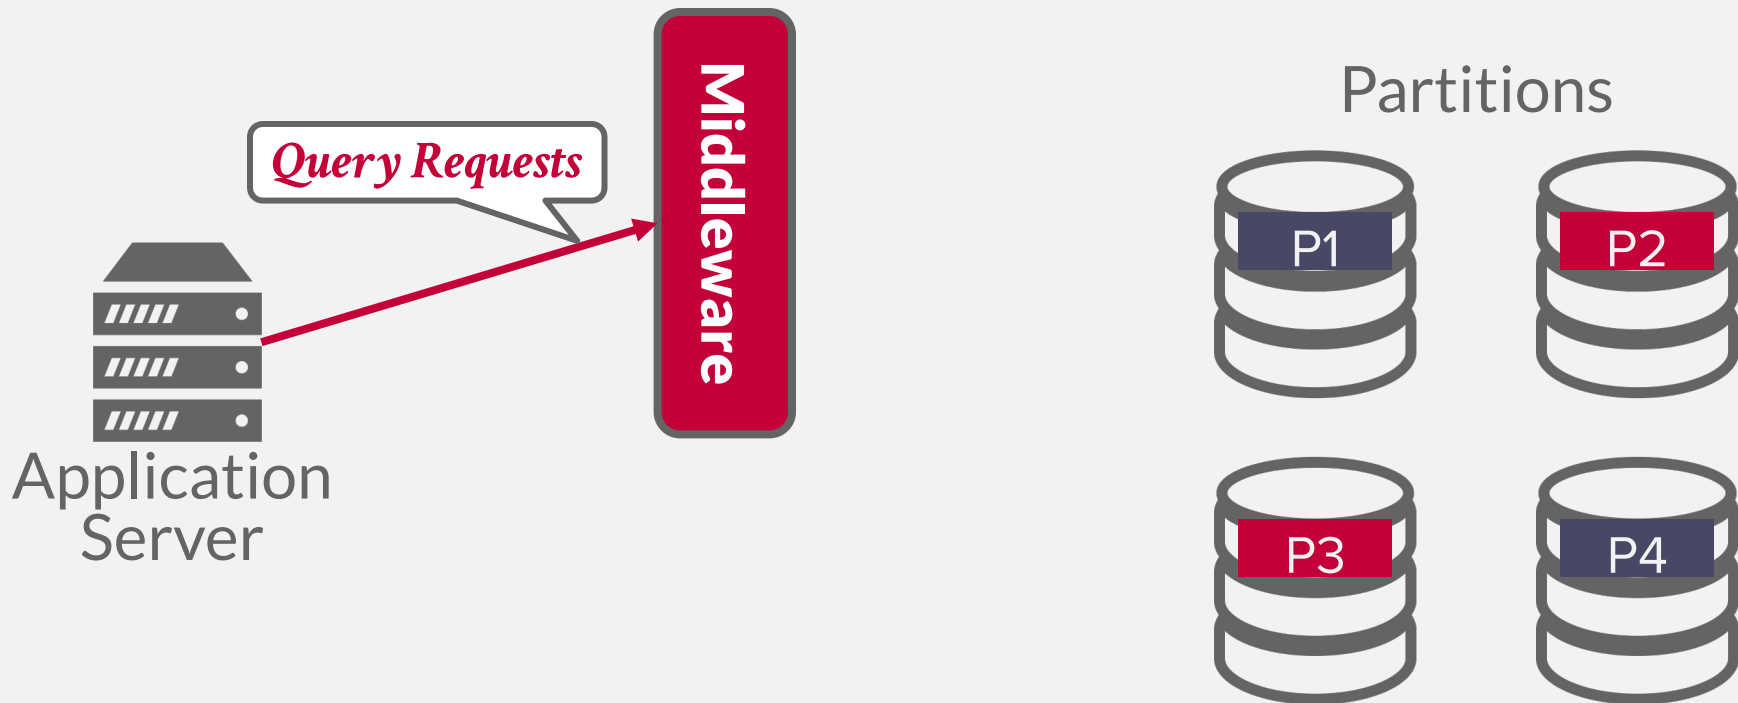 Middleware
Query Requests
Application
Server
Partitions
P1
P2
P3
P4